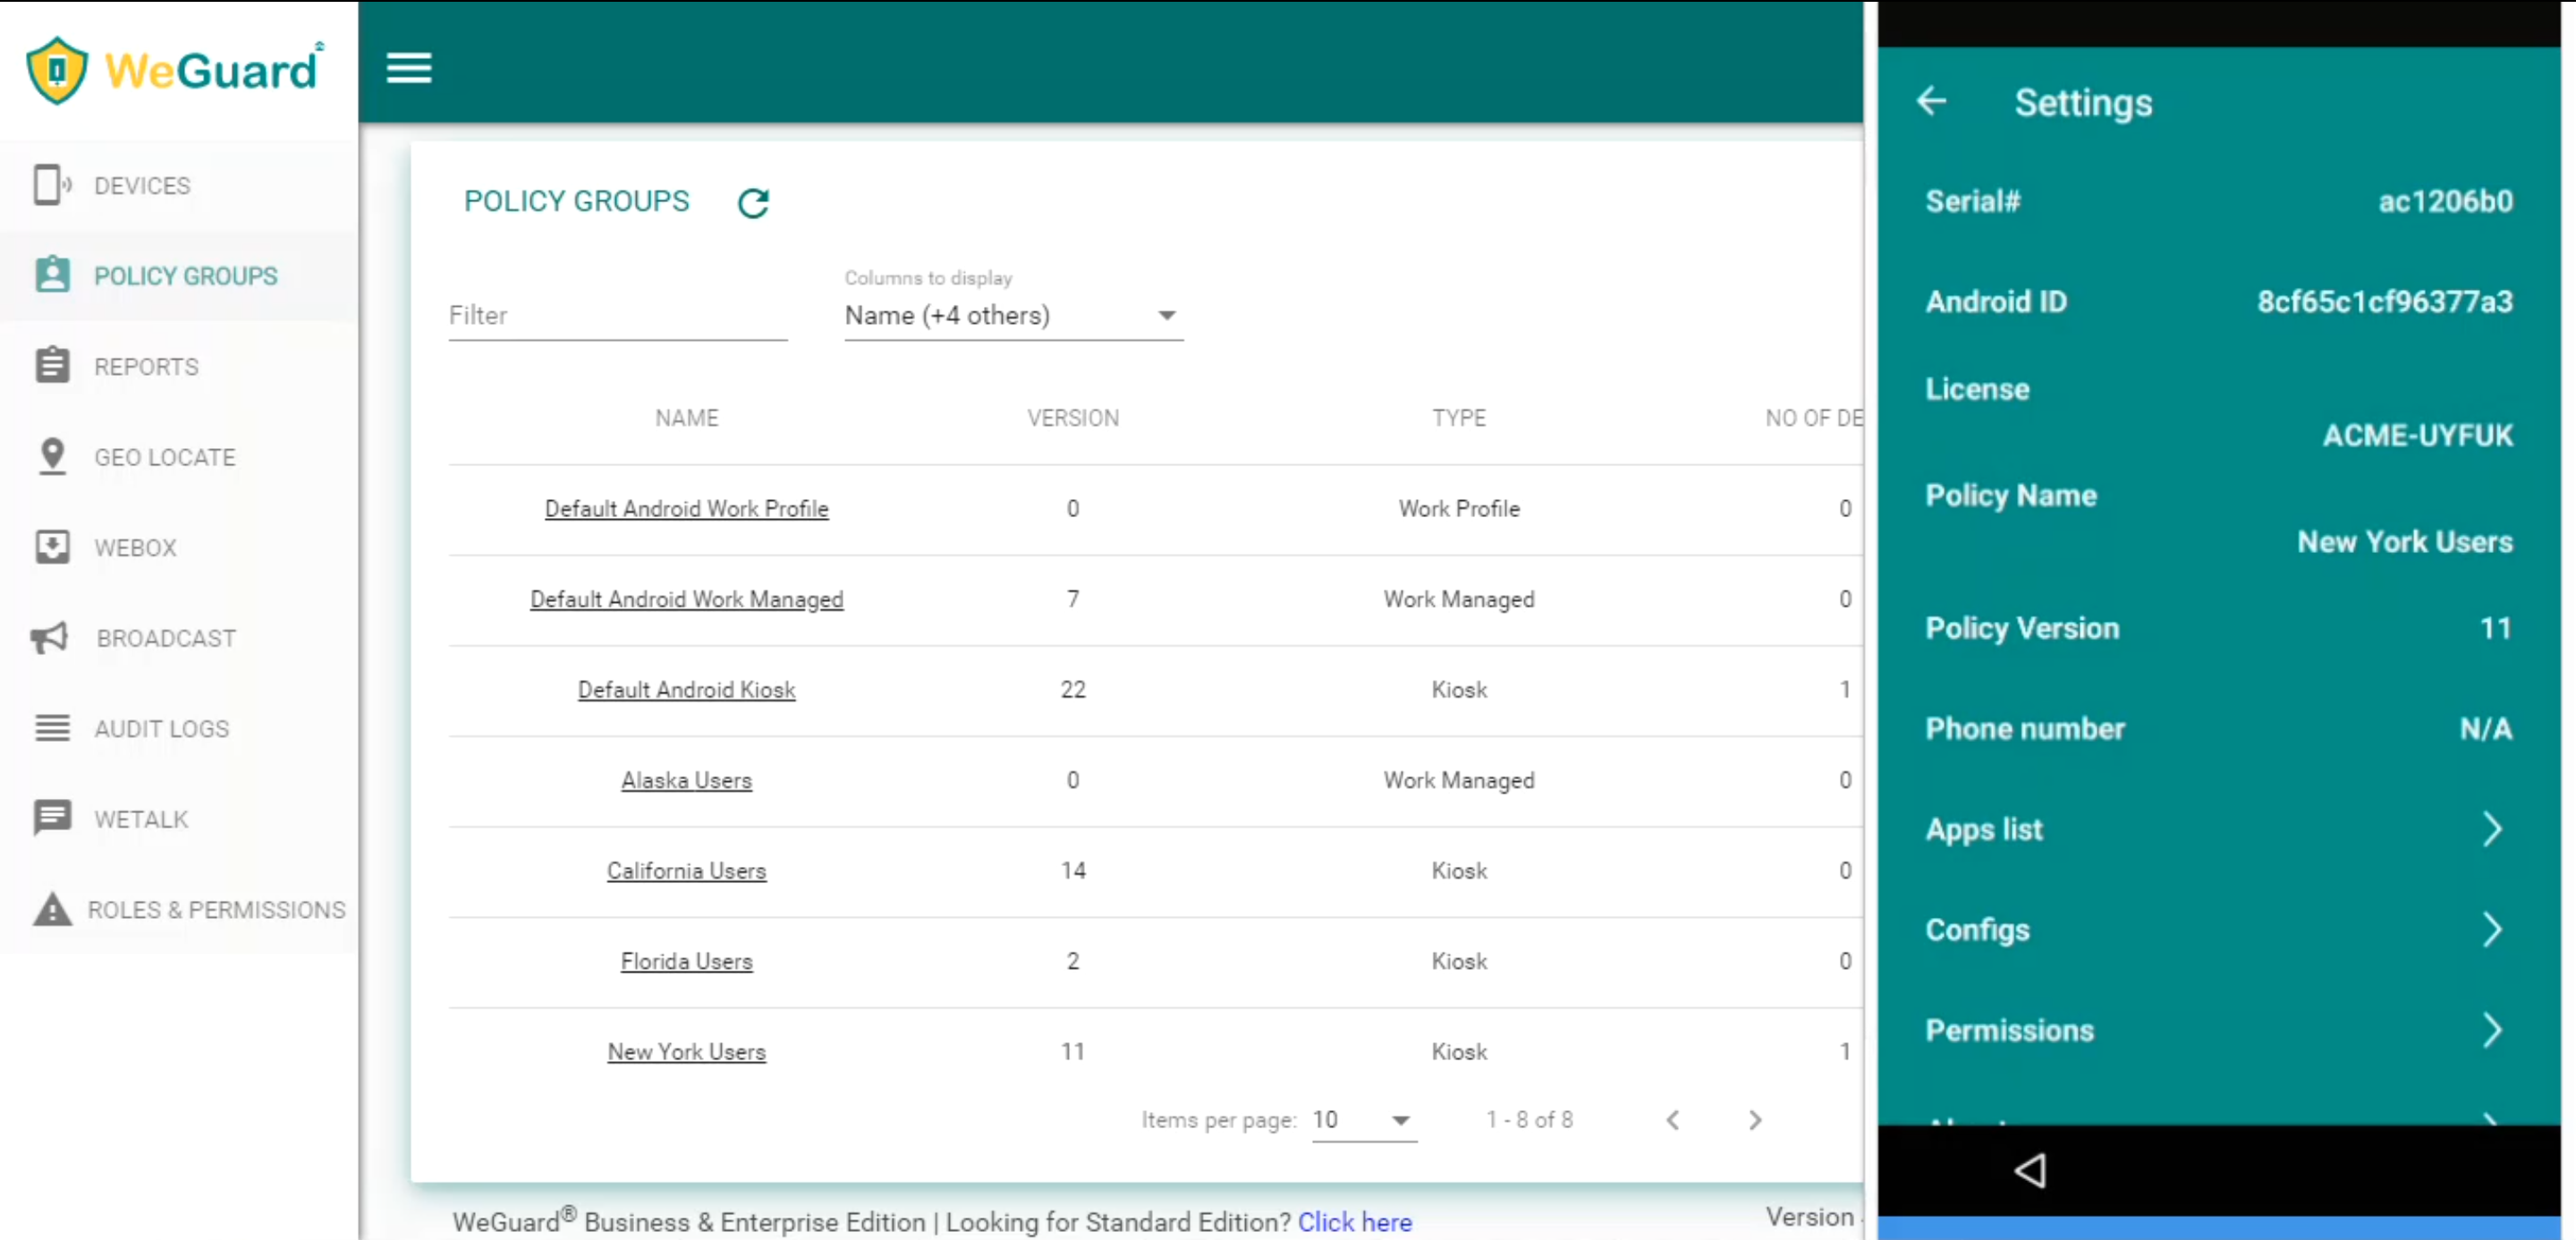 WeGuard
DEVICES
POLICY GROUPS
REPORTS
GEO LOCATE
WEBOX
BROADCAST
AUDIT LOGS
WETALK
ROLES & PERMISSIONS
POLICY GROUPS
Columns to display
Filter
Name (+4 others)
NAME VERSION TYPE NO OF DE
Default Android Work Profile 0 Work Profile 0
Default Android Work Managed 7 Work Managed 0
Default Android Kiosk 22 Kiosk 1
Alaska Users 0 Work Managed 0
California Users 14 Kiosk 0
Florida Users 2 Kiosk 0
New York Users 11 Kiosk 1
Items per page: 10 1 - 8 of 8
WeGuard® Business & Enterprise Edition | Looking for Standard Edition? Click here
Version
Settings
Serial# ac1206b0
Android ID 8cf65c1cf96377a3
License
ACME-UYFUK
Policy Name
New York Users
Policy Version 11
Phone number N/A
Apps list
Configs
Permissions